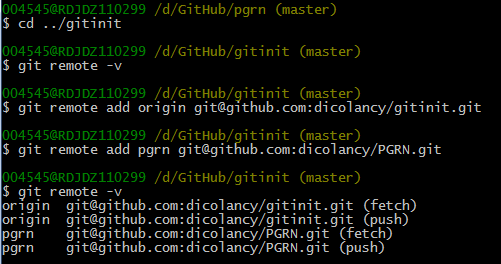 004545@RDJDZ110299 /d/GitHub/pgrn (master)
$ cd ../gitinit
004545@RDJDZ110299 /d/GitHub/gitinit (master)
$ git remote -v
004545@RDJDZ110299 /d/GitHub/gitinit (master)
$ git remote add origin git@github.com:dicolancy/gitinit.git
004545@RDJDZ110299 /d/GitHub/gitinit (master)
$ git remote add pgrn git@github.com:dicolancy/PGRN.git
004545@RDJDZ110299 /d/GitHub/gitinit (master)
$ git remote -v
origin  git@github.com:dicolancy/gitinit.git (fetch)
origin  git@github.com:dicolancy/gitinit.git (push)
pgrn    git@github.com:dicolancy/PGRN.git (fetch)
pgrn    git@github.com:dicolancy/PGRN.git (push)